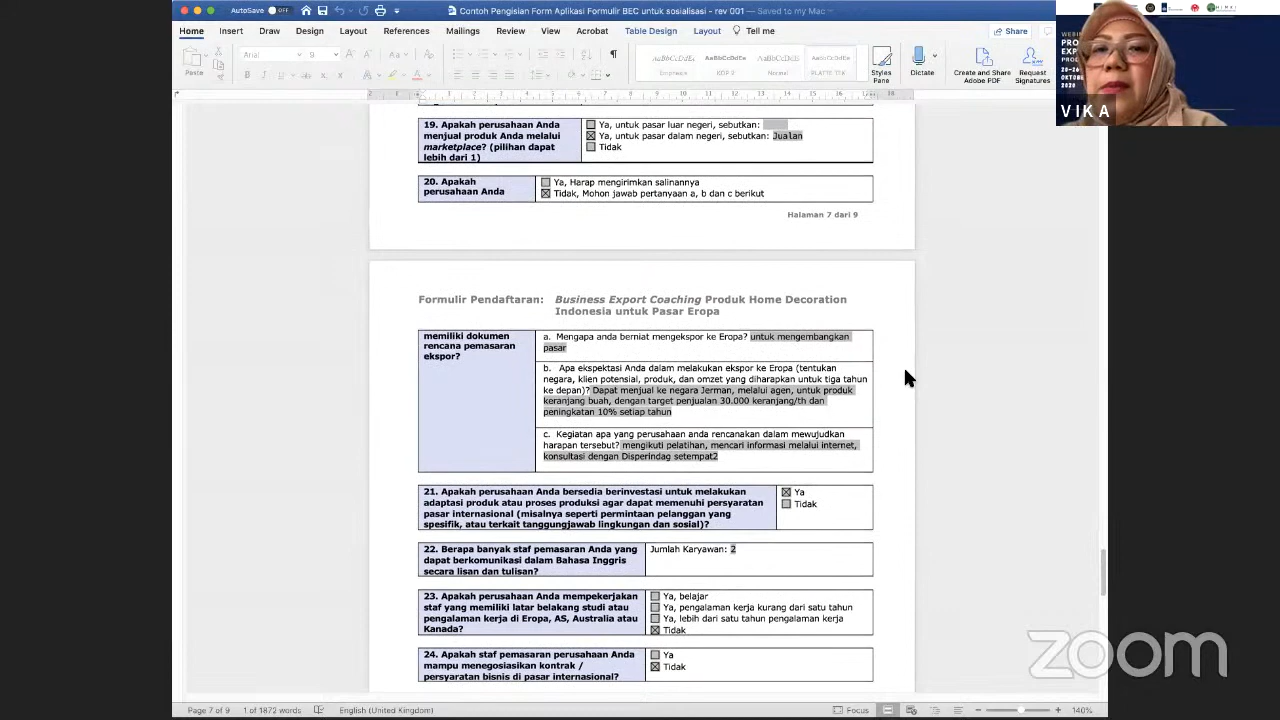 AutoSave OFF
Contoh Pengisian Form Aplikasi Formulir BEC untuk sosialisasi - rev 001 — Saved to my Mac
Home Insert Draw Design Layout References Mailings Review View Acrobat Table Design Layout Tell me
Share
Paste
Arial 9
Emphasis KOP 2 Normal PLATTE TEK
Styles Pane
Dictate
Create and Share Adobe PDF
Request Signatures
VIKA
19. Apakah perusahaan Anda
menjual produk Anda melalui
marketplace? (pilihan dapat
lebih dari 1)
Ya, untuk pasar luar negeri, sebutkan:
Ya, untuk pasar dalam negeri, sebutkan: Jualan
Tidak
20. Apakah
perusahaan Anda
Ya, Harap mengirimkan salinannya
Tidak, Mohon jawab pertanyaan a, b dan c berikut
Halaman 7 dari 9
Formulir Pendaftaran: Business Export Coaching Produk Home Decoration
Indonesia untuk Pasar Eropa
memiliki dokumen
rencana pemasaran
ekspor?
a. Mengapa anda berniat mengekspor ke Eropa? untuk mengembangkan
pasar
b. Apa ekspektasi Anda dalam melakukan ekspor ke Eropa (tentukan
negara, klien potensial, produk, dan omzet yang diharapkan untuk tiga tahun
ke depan)? Dapat menjual ke negara Jerman, melalui agen, untuk produk
keranjang buah, dengan target penjualan 30.000 keranjang/th dan
peningkatan 10% setiap tahun
c. Kegiatan apa yang perusahaan anda rencanakan dalam mewujudkan
harapan tersebut? mengikuti pelatihan, mencari informasi melalui internet,
konsultasi dengan Disperindag setempat2
21. Apakah perusahaan Anda bersedia berinvestasi untuk melakukan
adaptasi produk atau proses produksi agar dapat memenuhi persyaratan
pasar internasional (misalnya seperti permintaan pelanggan yang
spesifik, atau terkait tanggungjawab lingkungan dan sosial)?
Ya
Tidak
22. Berapa banyak staf pemasaran Anda yang
dapat berkomunikasi dalam Bahasa Inggris
secara lisan dan tulisan?
Jumlah Karyawan: 2
23. Apakah perusahaan Anda mempekerjakan
staf yang memiliki latar belakang studi atau
pengalaman kerja di Eropa, AS, Australia atau
Kanada?
Ya, belajar
Ya, pengalaman kerja kurang dari satu tahun
Ya, lebih dari satu tahun pengalaman kerja
Tidak
24. Apakah staf pemasaran perusahaan Anda
mampu menegosiasikan kontrak /
persyaratan bisnis di pasar internasional?
Ya
Tidak
zoom
Page 7 of 9 1 of 1872 words English (United Kingdom) Focus 140%